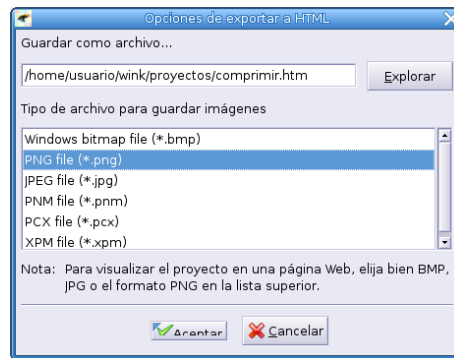 Opciones de exportar a HTML
Guardar como archivo...
/home/usuario/wink/proyectos/comprimir.htm
Explorar
Tipo de archivo para guardar imágenes
Windows bitmap file (*.bmp)
PNG file (*.png)
JPEG file (*.jpg)
PNM file (*.pnm)
PCX file (*.pcx)
XPM file (*.xpm)
Nota: Para visualizar el proyecto en una página Web, elija bien BMP,
JPG o el formato PNG en la lista superior.
Aceptar
Cancelar